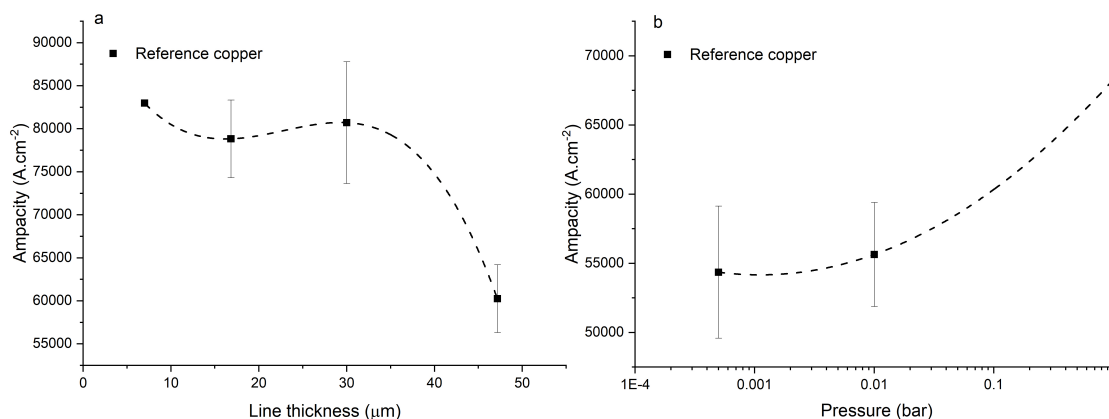 a
Reference copper
90000
85000
80000
75000
70000
65000
60000
55000
0 10 20 30 40 50
Ampacity (A.cm-2)
Line thickness (μm)
b
Reference copper
70000
65000
60000
55000
50000
1E-4 0.001 0.01 0.1
Ampacity (A.cm-2)
Pressure (bar)